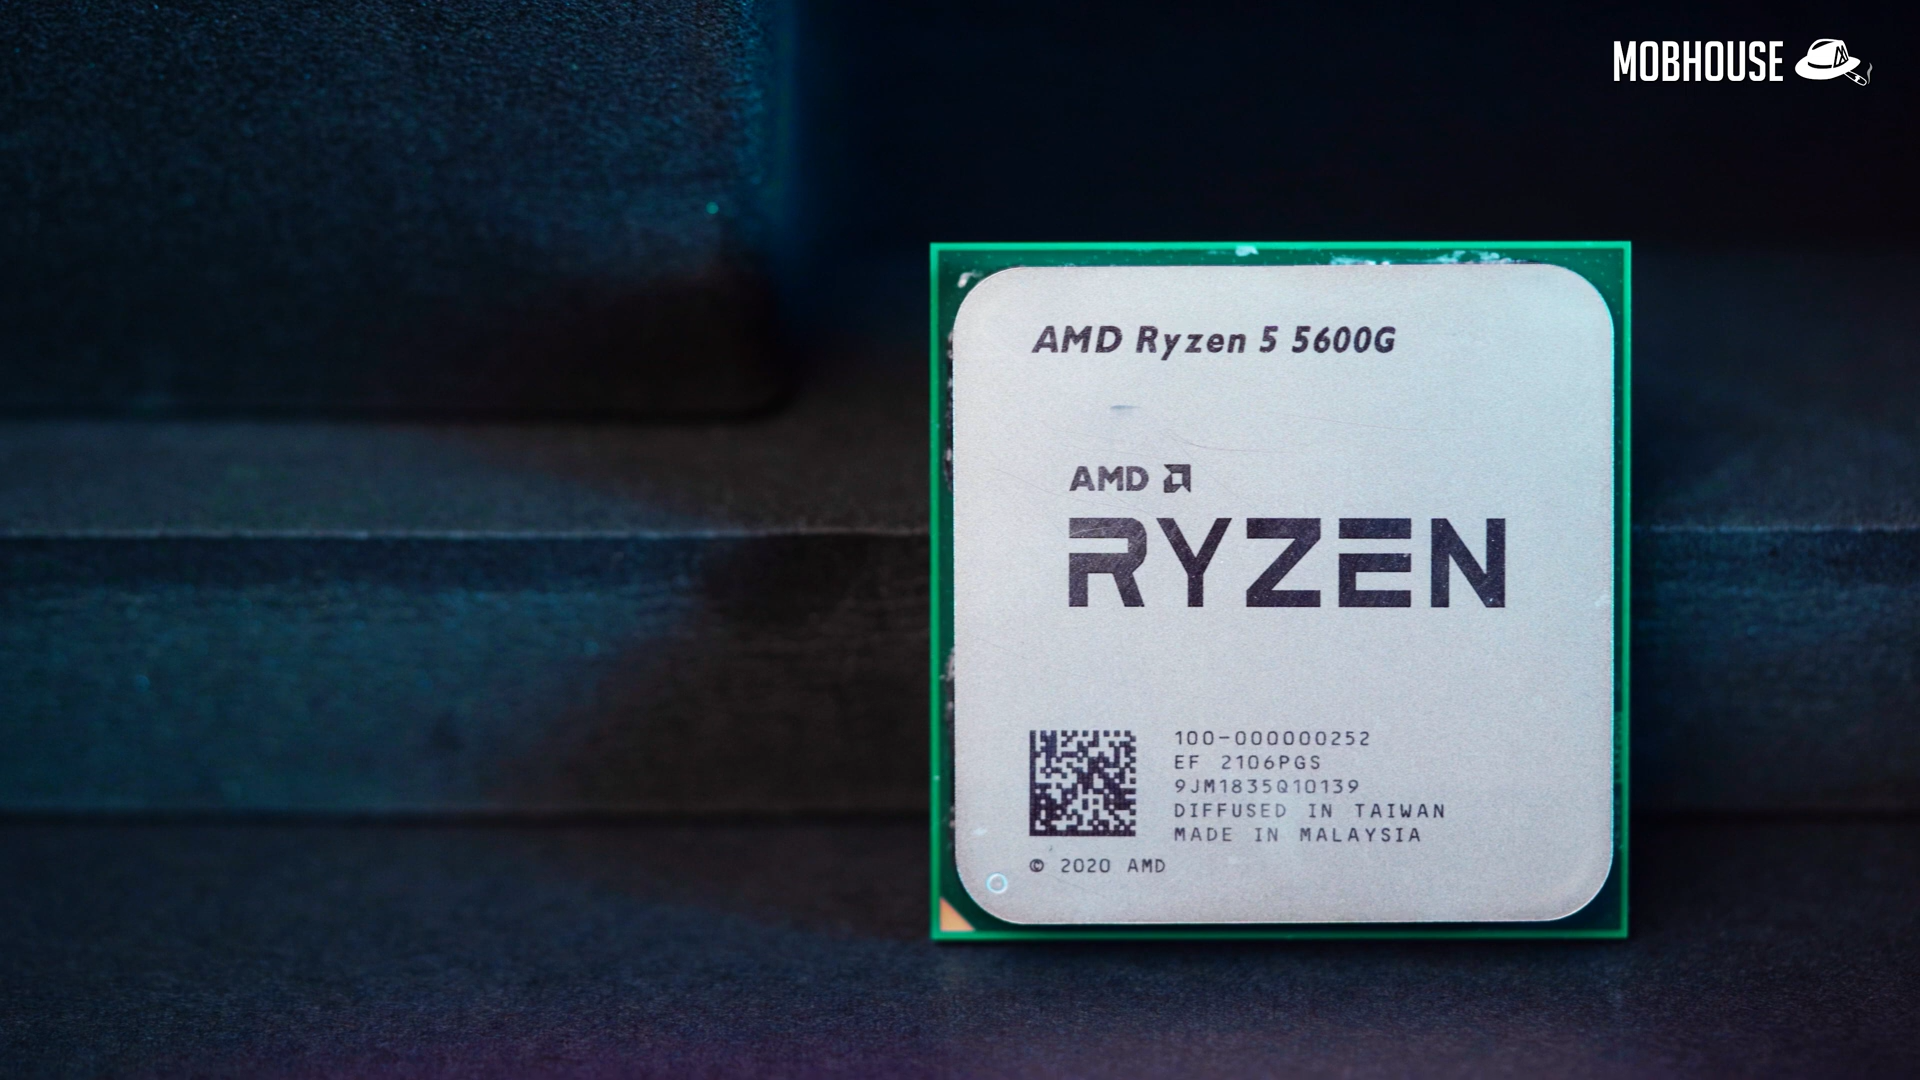 MOBHOUSE
AMD Ryzen 5 5600G
AMD
RYZEN
100-000000252
EF 2106PGS
9JM1835Q10139
DIFFUSED IN TAIWAN
MADE IN MALAYSIA
© 2020 AMD